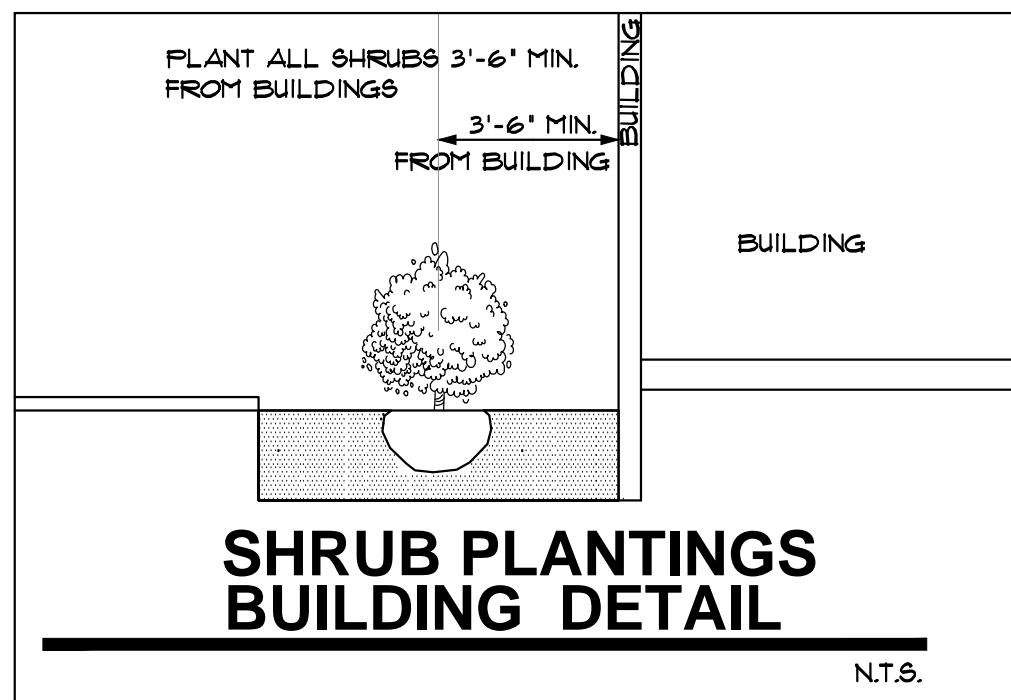 PLANT ALL SHRUBS 3'-6" MIN.
FROM BUILDINGS
3'-6" MIN.
FROM BUILDING
BUILDING
BUILDING
SHRUB PLANTINGS
BUILDING DETAIL
N.T.S.